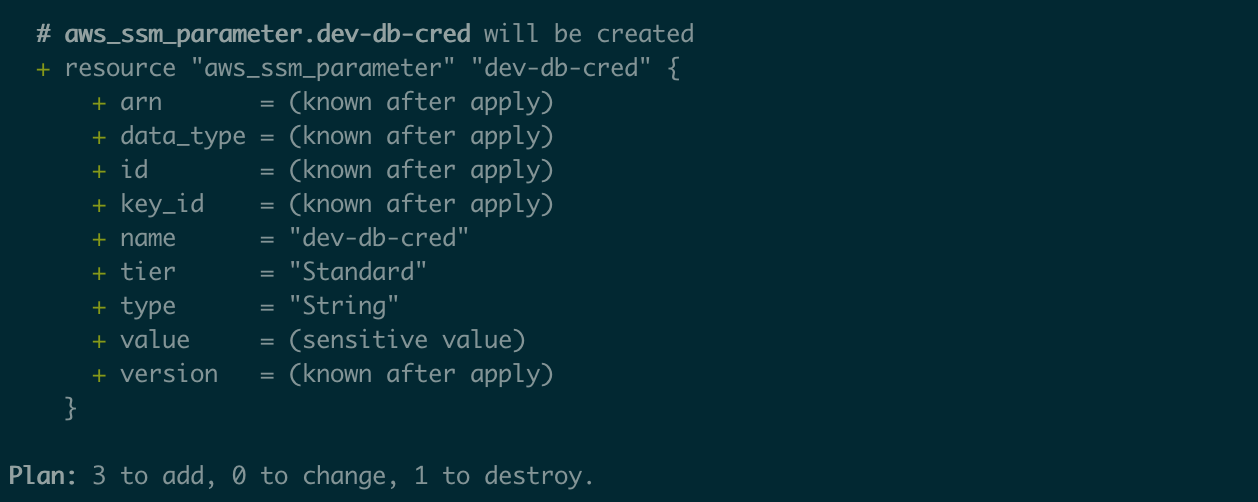 # aws_ssm_parameter.dev-db-cred will be created
+ resource "aws_ssm_parameter" "dev-db-cred" {
+ arn = (known after apply)
+ data_type = (known after apply)
+ id = (known after apply)
+ key_id = (known after apply)
+ name = "dev-db-cred"
+ tier = "Standard"
+ type = "String"
+ value = (sensitive value)
+ version = (known after apply)
}
Plan: 3 to add, 0 to change, 1 to destroy.